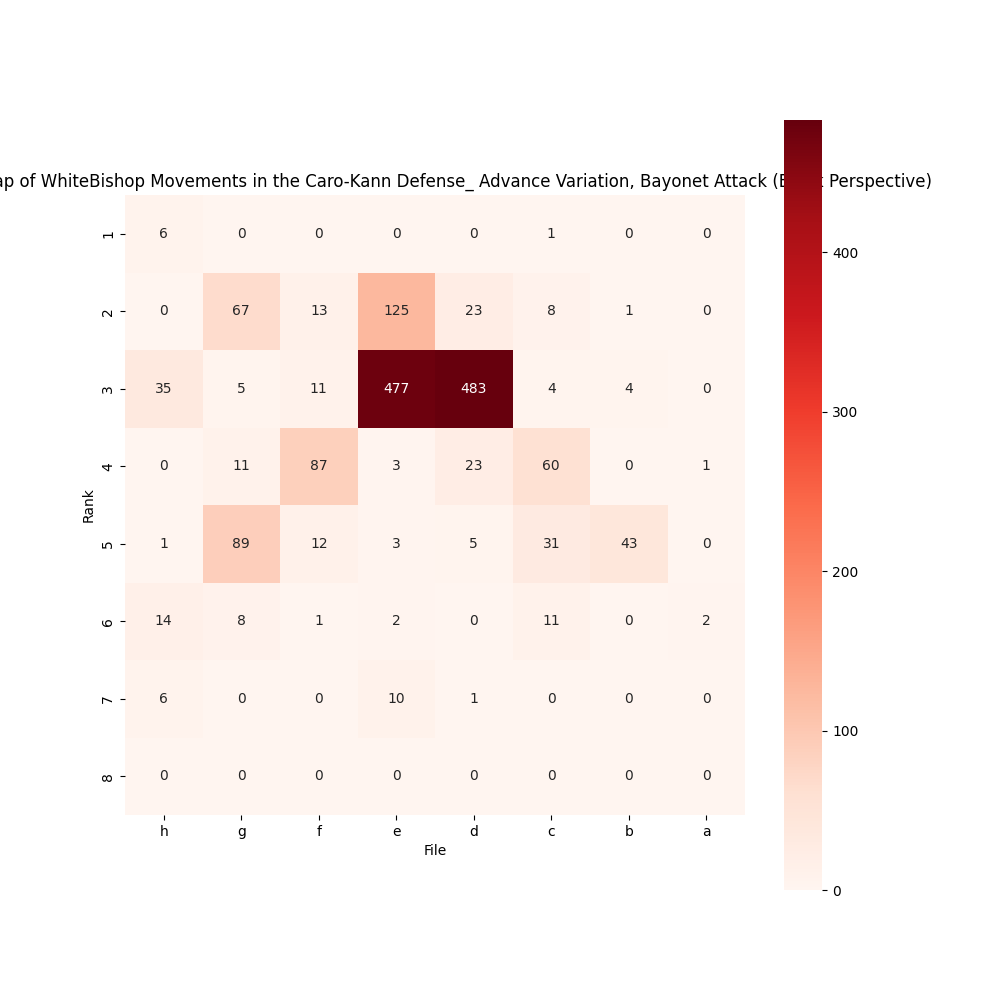 of WhiteBishop Movements in the Caro-Kann Defense_ Advance Variation, Bayonet Attack Perspective)
1 6 0 0 0 0 1 0 0
2 0 67 13 125 23 8 1 0
3 35 5 11 477 483 4 4 0
4 0 11 87 3 23 60 0 1
Rank
5 1 89 12 3 5 31 43 0
6 14 8 1 2 0 11 0 2
7 6 0 0 10 1 0 0 0
8 0 0 0 0 0 0 0 0
h g f e d c b a
File
400
300
200
100
0